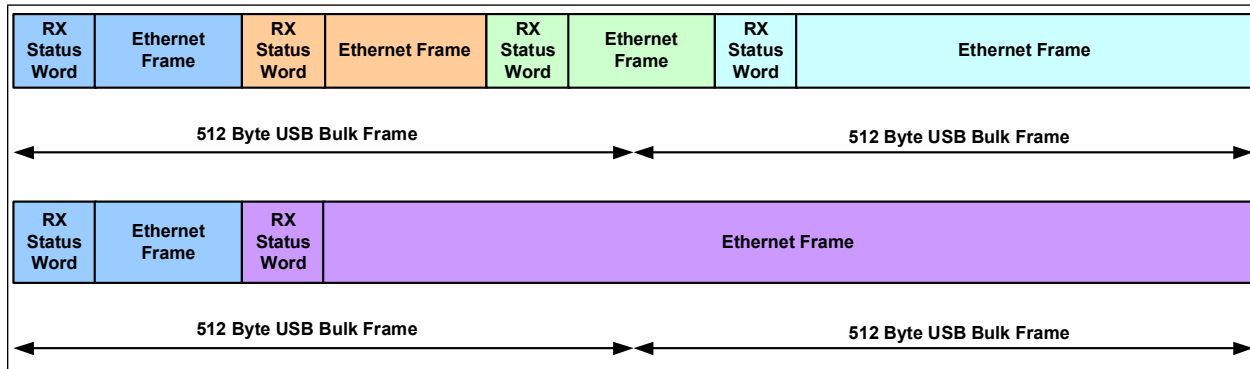 RX
Status
Word
Ethernet
Frame
RX
Status
Word
Ethernet Frame
RX
Status
Word
Ethernet
Frame
RX
Status
Word
Ethernet Frame
512 Byte USB Bulk Frame
512 Byte USB Bulk Frame
RX
Status
Word
Ethernet
Frame
RX
Status
Word
Ethernet Frame
512 Byte USB Bulk Frame
512 Byte USB Bulk Frame